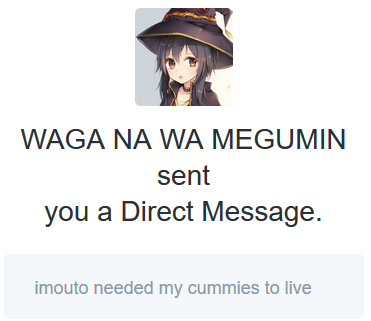 WAGA NA WA MEGUMIN
sent
you a Direct Message.
imouto needed my cummies to live